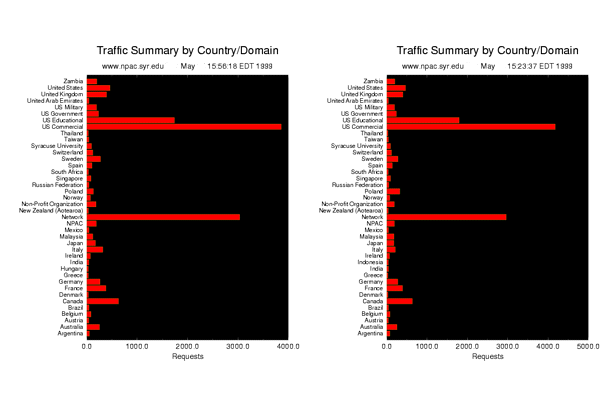 Traffic Summary by Country/Domain
www.npac.syr.edu May 15:56:18 EDT 1999
Zambia
United States
United Kingdom
United Arab Emirates
US Military
US Government
US Educational
US Commercial
Thailand
Taiwan
Syracuse University
Switzerland
Sweden
Spain
South Africa
Singapore
Russian Federation
Poland
Norway
Non-Profit Organization
New Zealand (Aotearoa)
Network
NPAC
Mexico
Malaysia
Japan
Italy
Ireland
India
Hungary
Greece
Germany
France
Denmark
Canada
Brazil
Belgium
Austria
Australia
Argentina
0.0 1000.0 2000.0 3000.0 4000.0
Requests
Traffic Summary by Country/Domain
www.npac.syr.edu May 15:23:37 EDT 1999
Zambia
United States
United Kingdom
United Arab Emirates
US Military
US Government
US Educational
US Commercial
Thailand
Taiwan
Syracuse University
Switzerland
Sweden
Spain
South Africa
Singapore
Russian Federation
Poland
Norway
Non-Profit Organization
New Zealand (Aotearoa)
Network
NPAC
Mexico
Malaysia
Japan
Italy
Ireland
Indonesia
India
Greece
Germany
France
Denmark
Canada
Brazil
Belgium
Austria
Australia
Argentina
0.0 1000.0 2000.0 3000.0 4000.0 5000.0
Requests